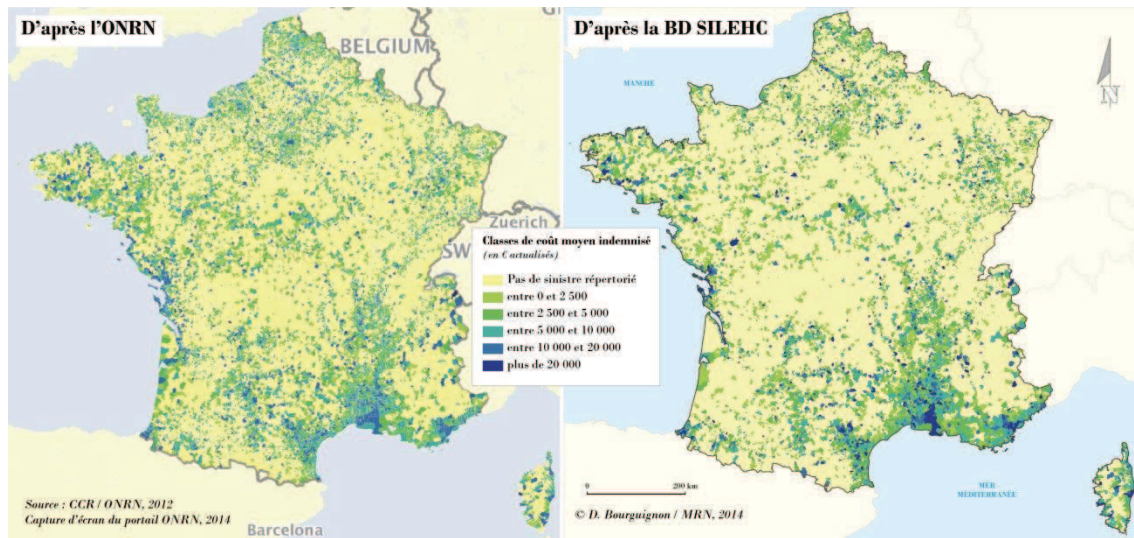 D'après l'ONRN
BELGIUM
Zuerich
SW
Barcelona
Source : CCR / ONRN, 2012
Capture d'écran du portail ONRN, 2014
Classes de coût moyen indemnisé
(en € actualisés)
Pas de sinistre répertorié
entre 0 et 2 500
entre 2 500 et 5 000
entre 5 000 et 10 000
entre 10 000 et 20 000
plus de 20 000
D'après la BD SILEHC
MANCHE
N
0 200 km
MER
MÉDITERRANÉE
© D. Bourguignon / MRN, 2014